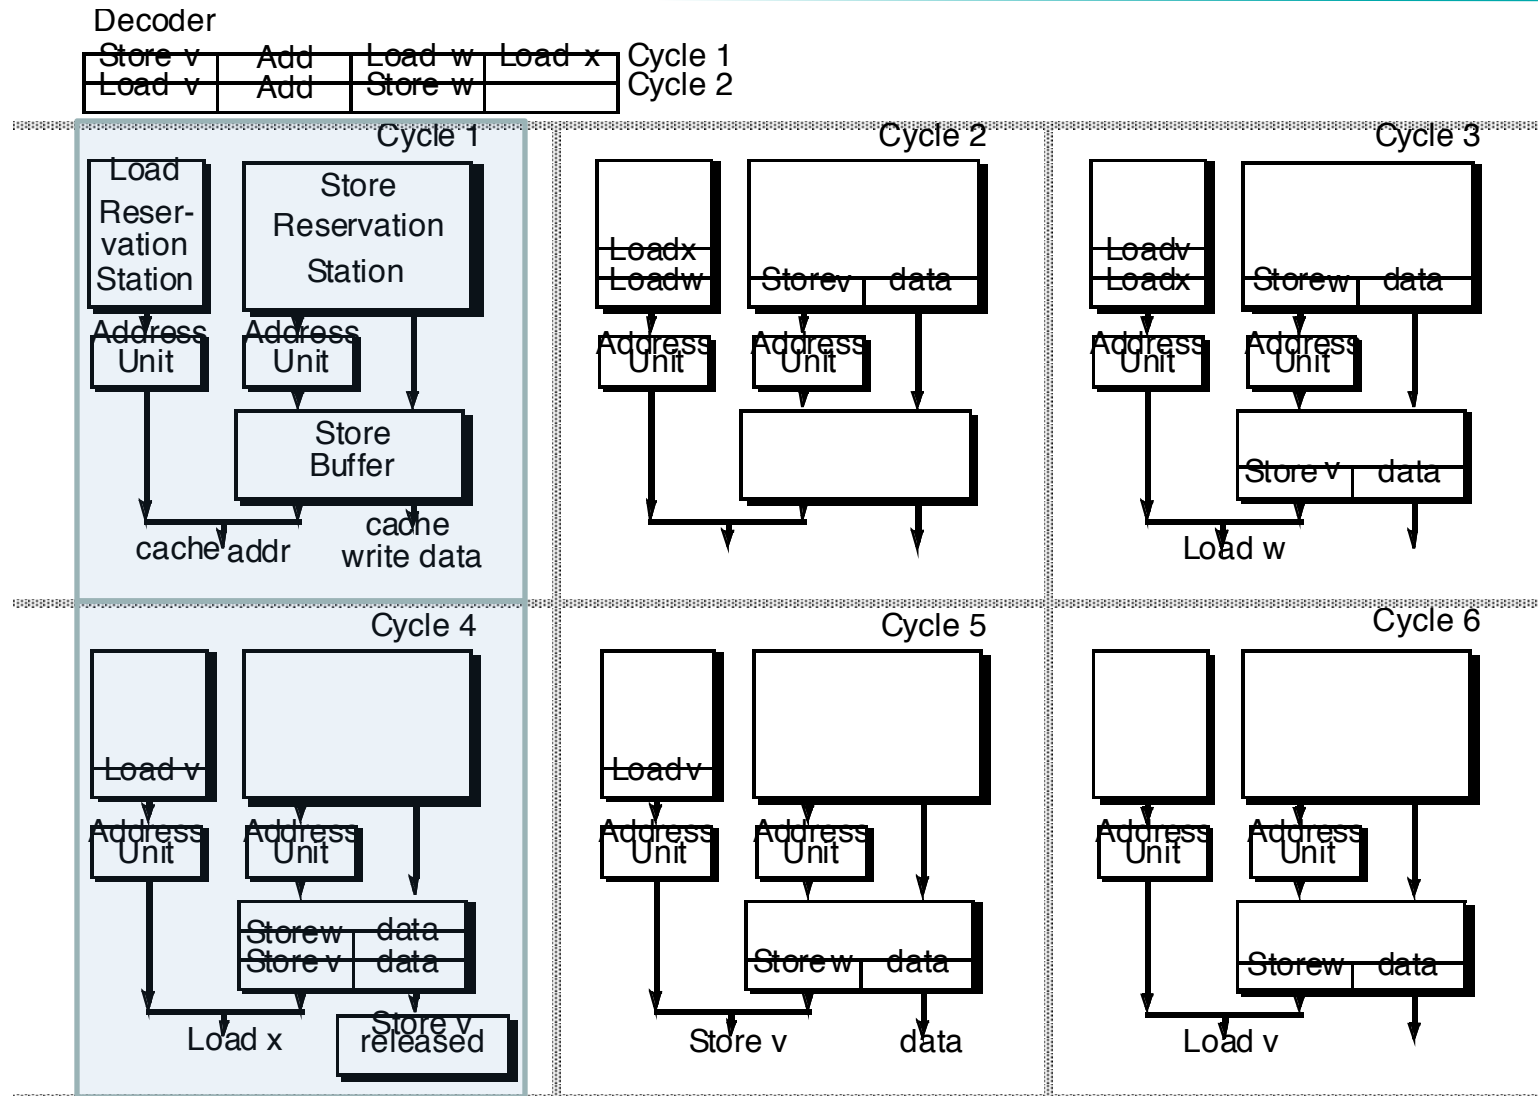 Decoder
Store v Add Load w Load x Cycle 1
Load v Add Store w Cycle 2
Cycle 1
Load
Reser-
vation
Station
Store
Reservation
Station
Address
Unit
Address
Unit
Store
Buffer
cache addr
cache
write data
Cycle 2
Loadx
Loadw
Storev data
Address
Unit
Address
Unit
Cycle 3
Loadv
Loadx
Storew data
Address
Unit
Address
Unit
Store v data
Load w
Cycle 4
Load v
Address
Unit
Address
Unit
Storew data
Store v data
Load x
Store v
released
Cycle 5
Loadv
Address
Unit
Address
Unit
Store w data
Store v data
Cycle 6
Address
Unit
Address
Unit
Storew data
Load v